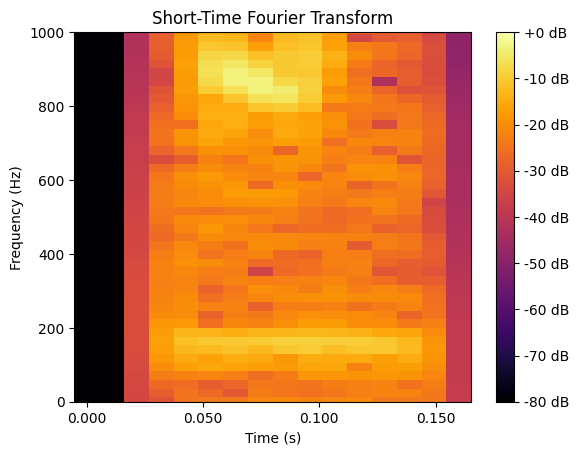 Short-Time Fourier Transform
1000
800
600
400
200
0
Frequency (Hz)
0.000
0.050
0.100
0.150
Time (s)
+0 dB
-10 dB
-20 dB
-30 dB
-40 dB
-50 dB
-60 dB
-70 dB
-80 dB